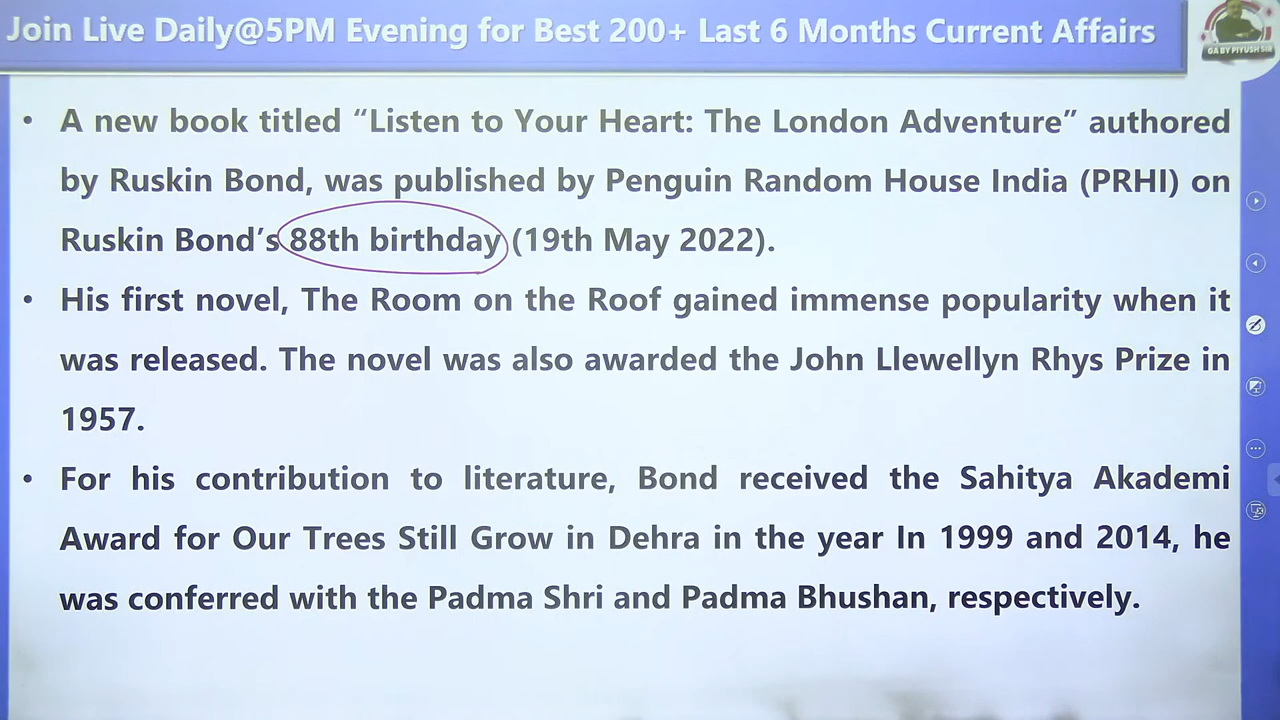 Join Live Daily@5PM Evening for Best 200+ Last 6 Months Current Affairs
GA BY PIYUSH SIR
• A new book titled “Listen to Your Heart: The London Adventure” authored
by Ruskin Bond, was published by Penguin Random House India (PRHI) on
Ruskin Bond’s 88th birthday (19th May 2022).
• His first novel, The Room on the Roof gained immense popularity when it
was released. The novel was also awarded the John Llewellyn Rhys Prize in
1957.
• For his contribution to literature, Bond received the Sahitya Akademi
Award for Our Trees Still Grow in Dehra in the year In 1999 and 2014, he
was conferred with the Padma Shri and Padma Bhushan, respectively.